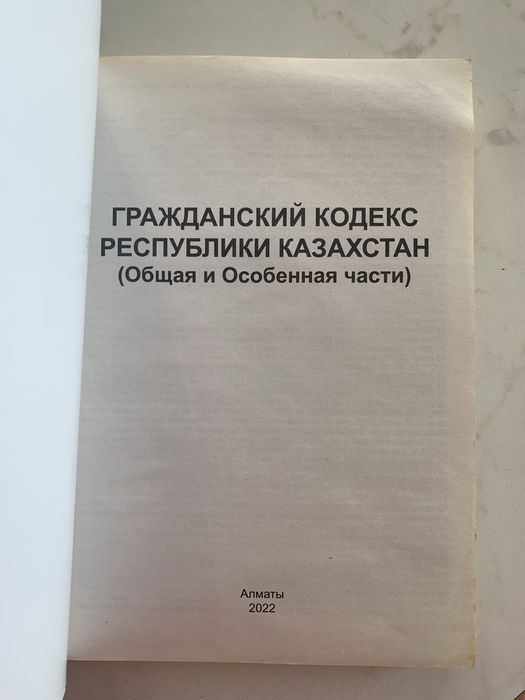 ГРАЖДАНСКИЙ КОДЕКС
РЕСПУБЛИКИ КАЗАХСТАН
(Общая и Особенная части)
Алматы
2022